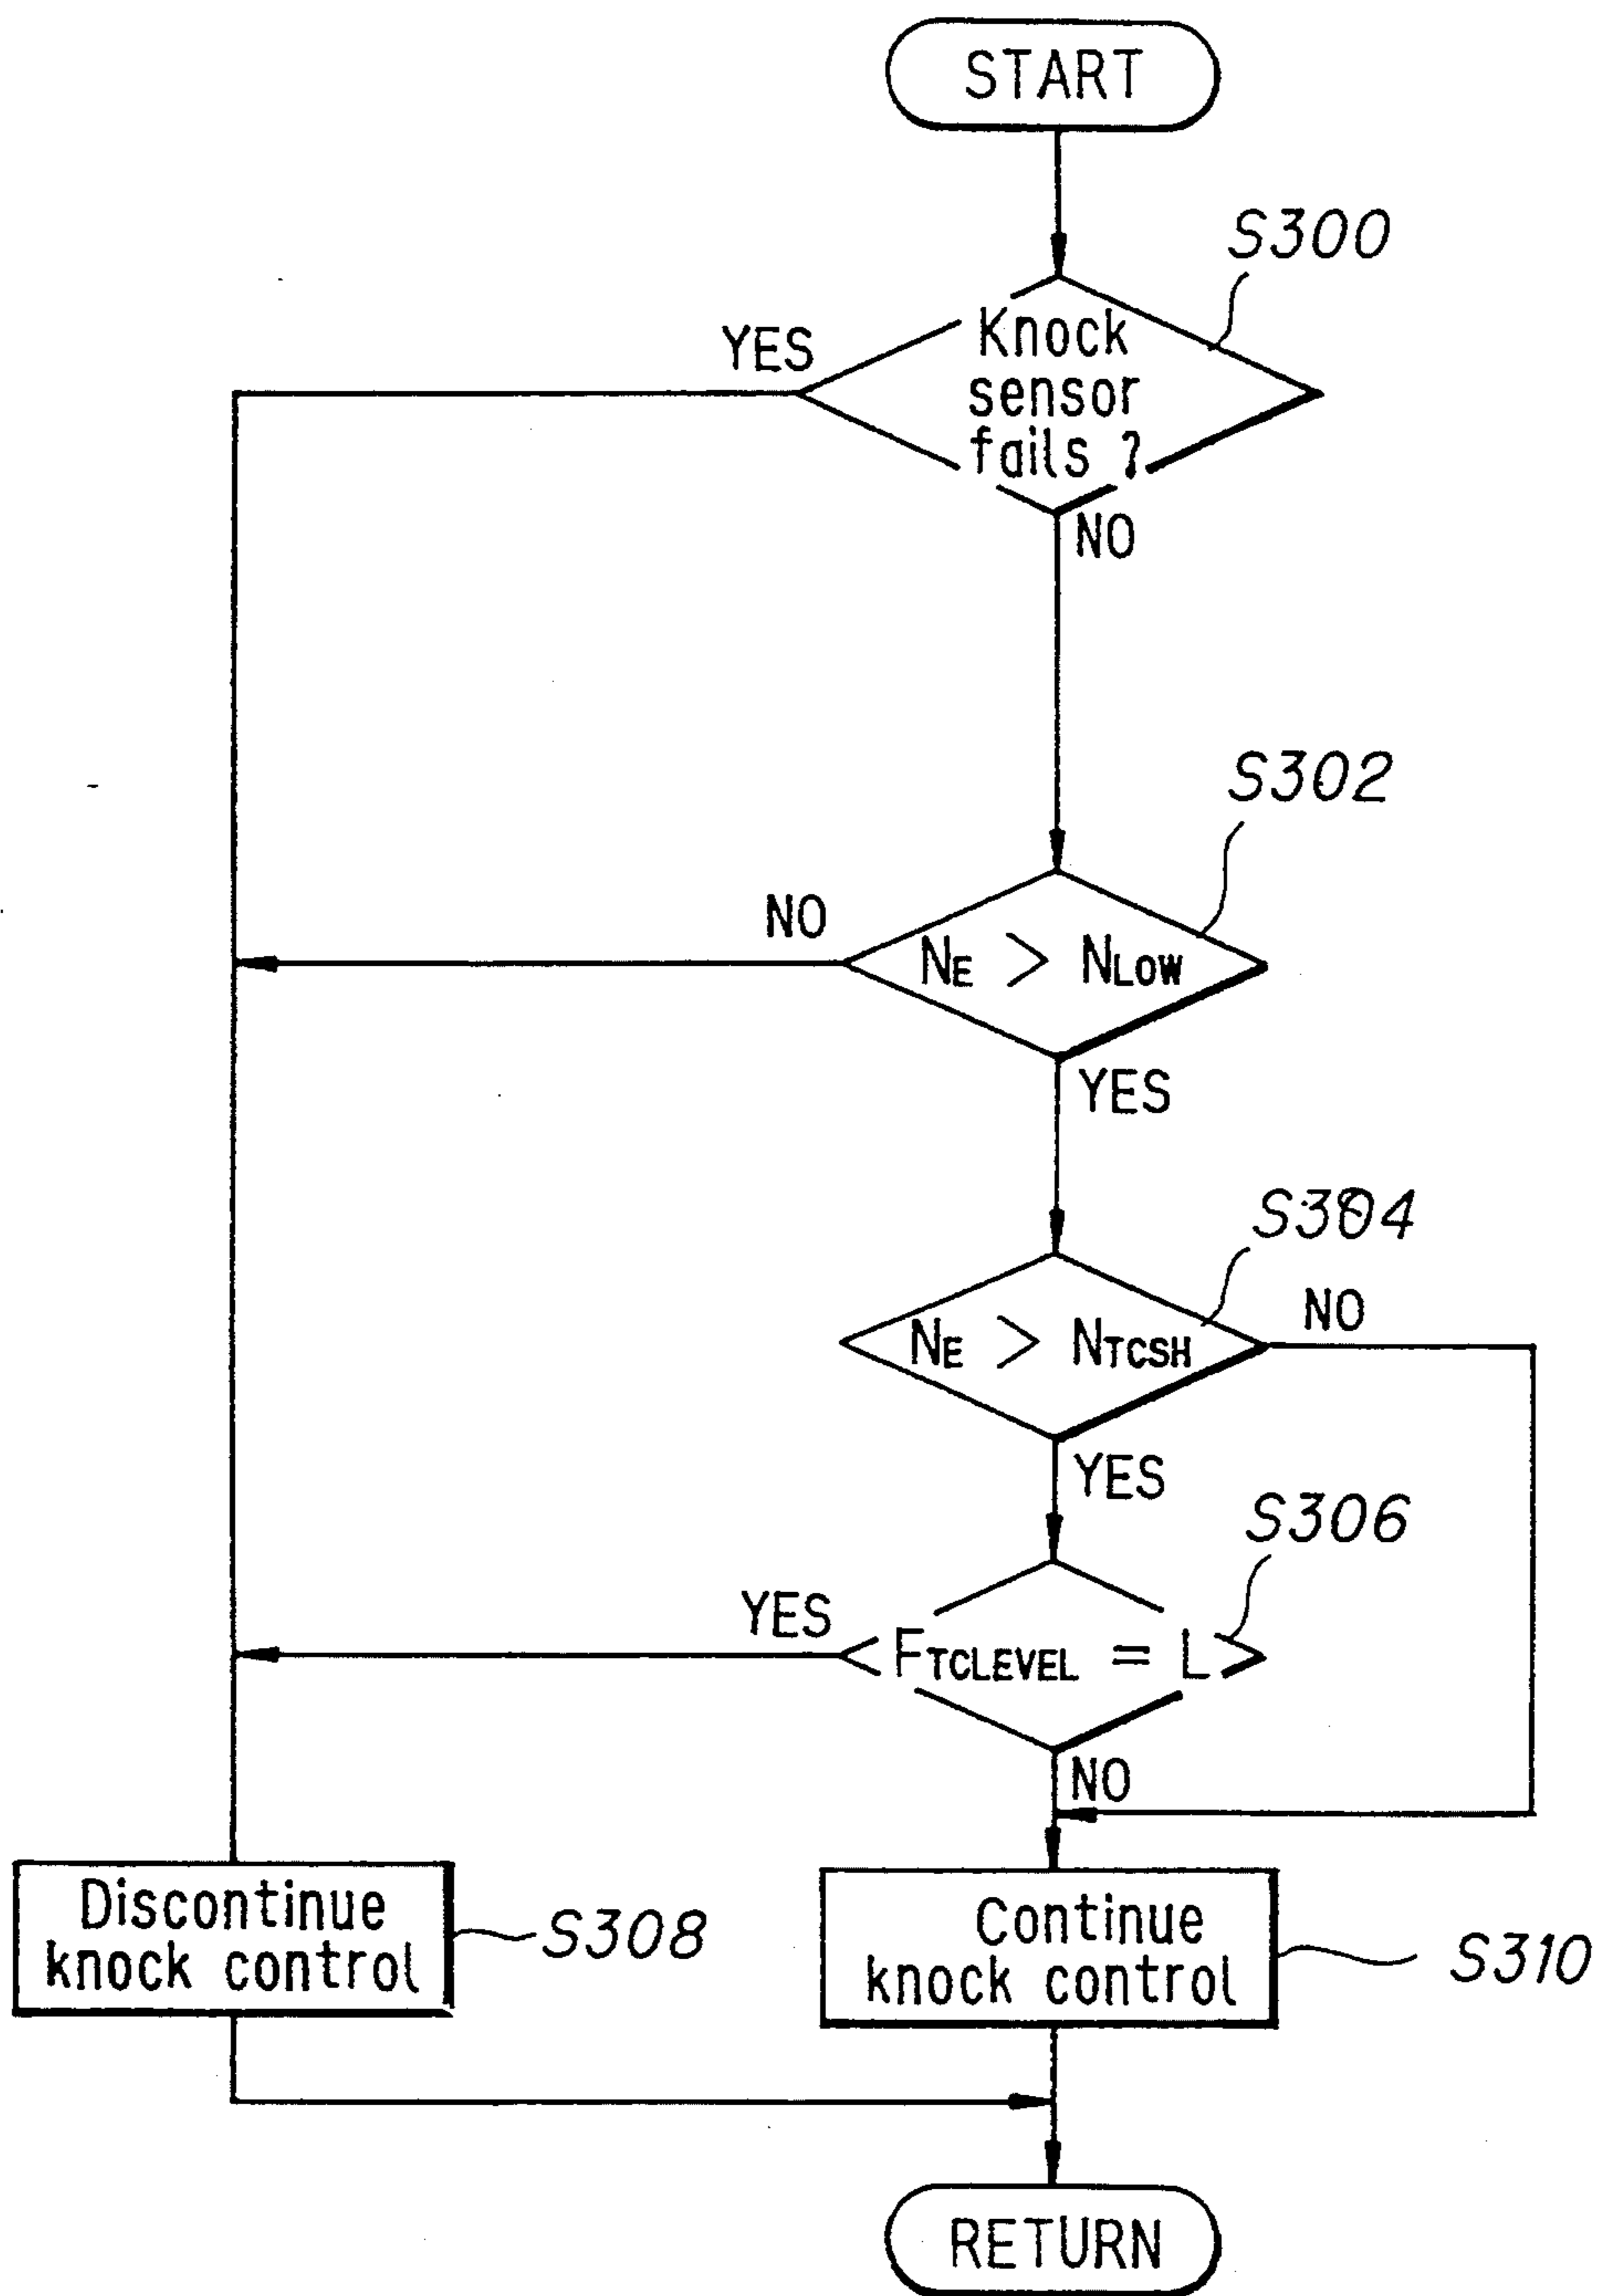 START
S300
YES
Knock
sensor
fails ?
NO
S302
NO
NE > NLOW
YES
S304
NO
NE > NTCSH
YES
S306
YES
FTCLEVEL = L
NO
Discontinue
knock control
S308
Continue
knock control
S310
RETURN